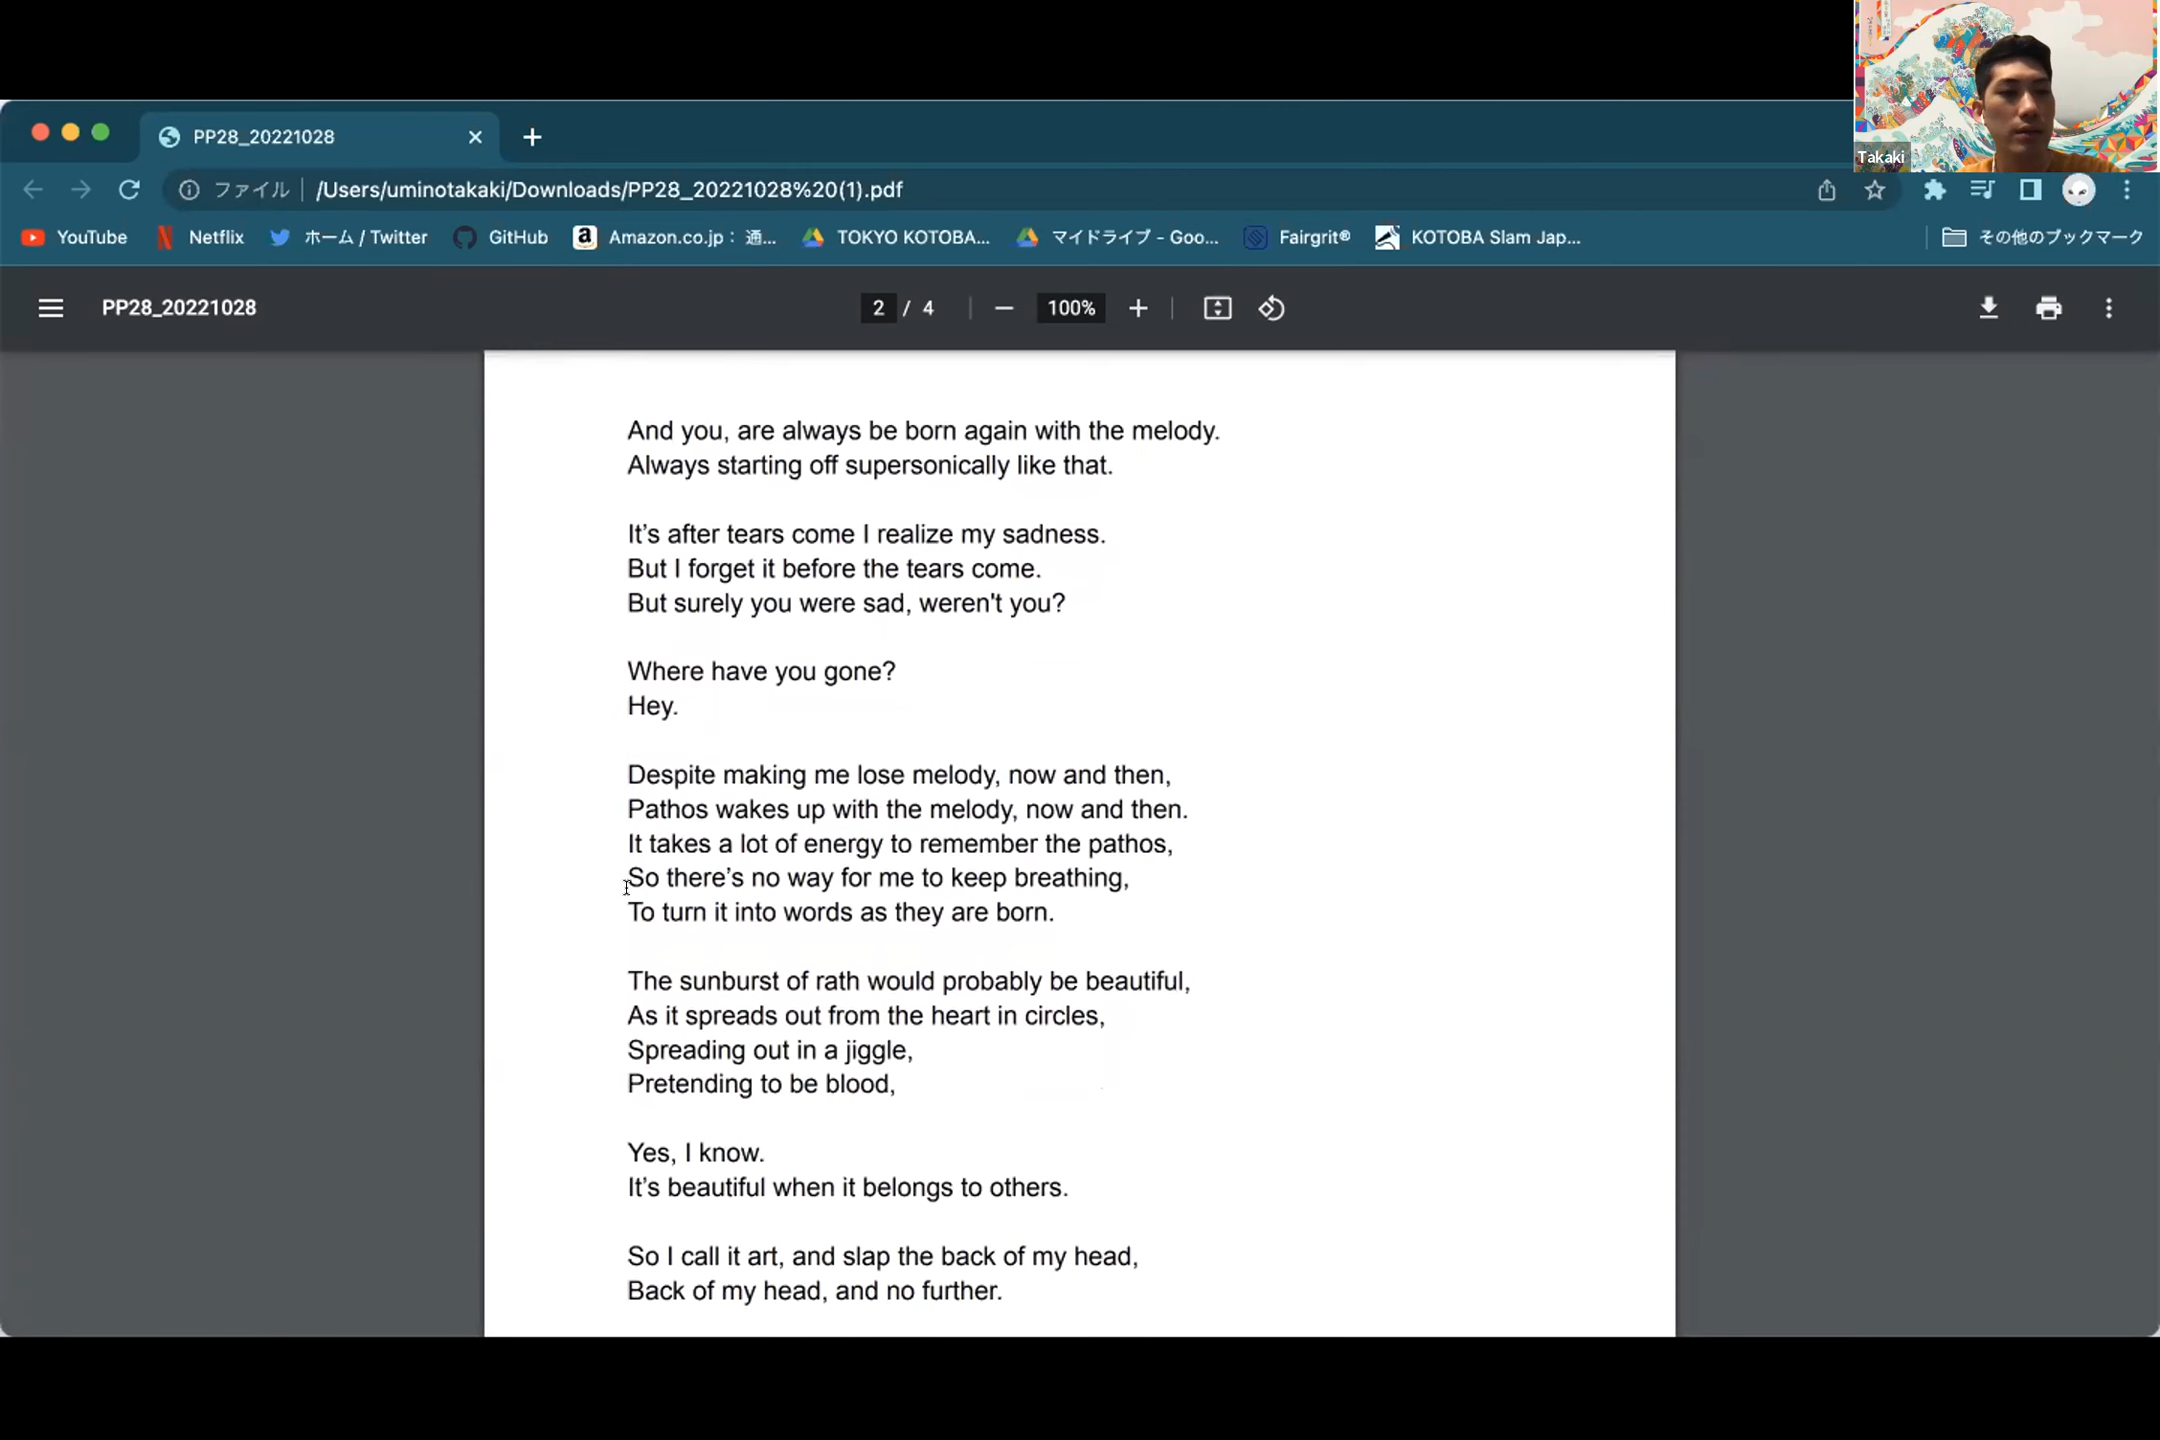 Takaki
PP28_20221028
ファイル /Users/uminotakaki/Downloads/PP28_20221028%20(1).pdf
YouTube Netflix ホーム / Twitter GitHub Amazon.co.jp：通... TOKYO KOTOBA... マイドライブ - Goo... Fairgrit® KOTOBA Slam Jap... その他のブックマーク
PP28_20221028 2 / 4 100%
And you, are always be born again with the melody.
Always starting off supersonically like that.
It’s after tears come I realize my sadness.
But I forget it before the tears come.
But surely you were sad, weren't you?
Where have you gone?
Hey.
Despite making me lose melody, now and then,
Pathos wakes up with the melody, now and then.
It takes a lot of energy to remember the pathos,
So there’s no way for me to keep breathing,
To turn it into words as they are born.
The sunburst of rath would probably be beautiful,
As it spreads out from the heart in circles,
Spreading out in a jiggle,
Pretending to be blood,
Yes, I know.
It’s beautiful when it belongs to others.
So I call it art, and slap the back of my head,
Back of my head, and no further.